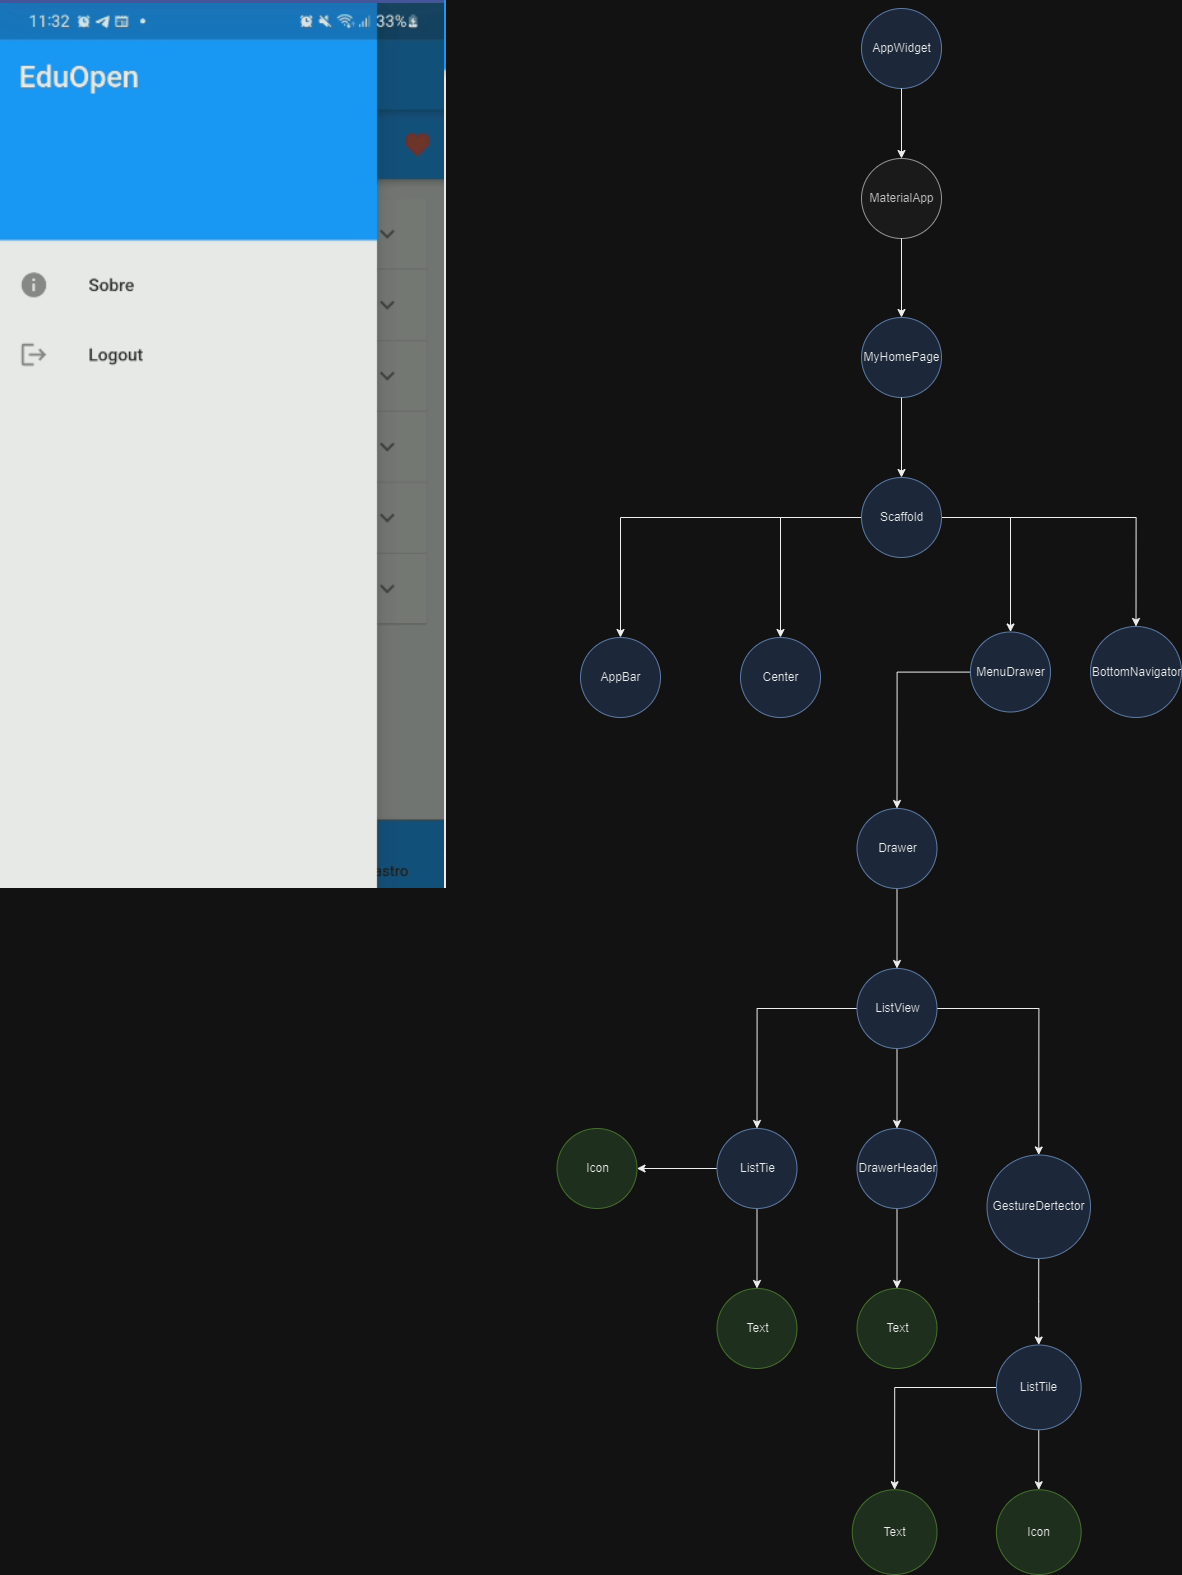 11:32
33%
EduOpen
Sobre
Logout
astro
AppWidget
MaterialApp
MyHomePage
Scaffold
AppBar
Center
MenuDrawer
BottomNavigator
Drawer
ListView
Icon
ListTie
DrawerHeader
GestureDertector
Text
Text
ListTile
Text
Icon